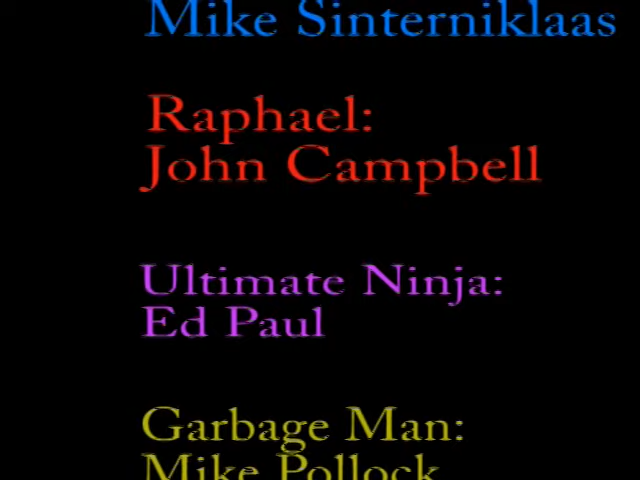 Mike Sinterniklaas
Raphael:
John Campbell
Ultimate Ninja:
Ed Paul
Garbage Man:
Mike Pollock